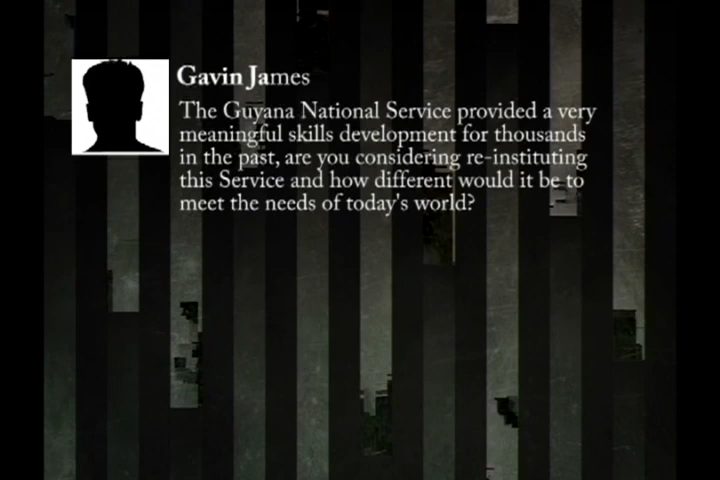 Gavin James
The Guyana National Service provided a very
meaningful skills development for thousands
in the past, are you considering re-instituting
this Service and how different would it be to
meet the needs of today's world?